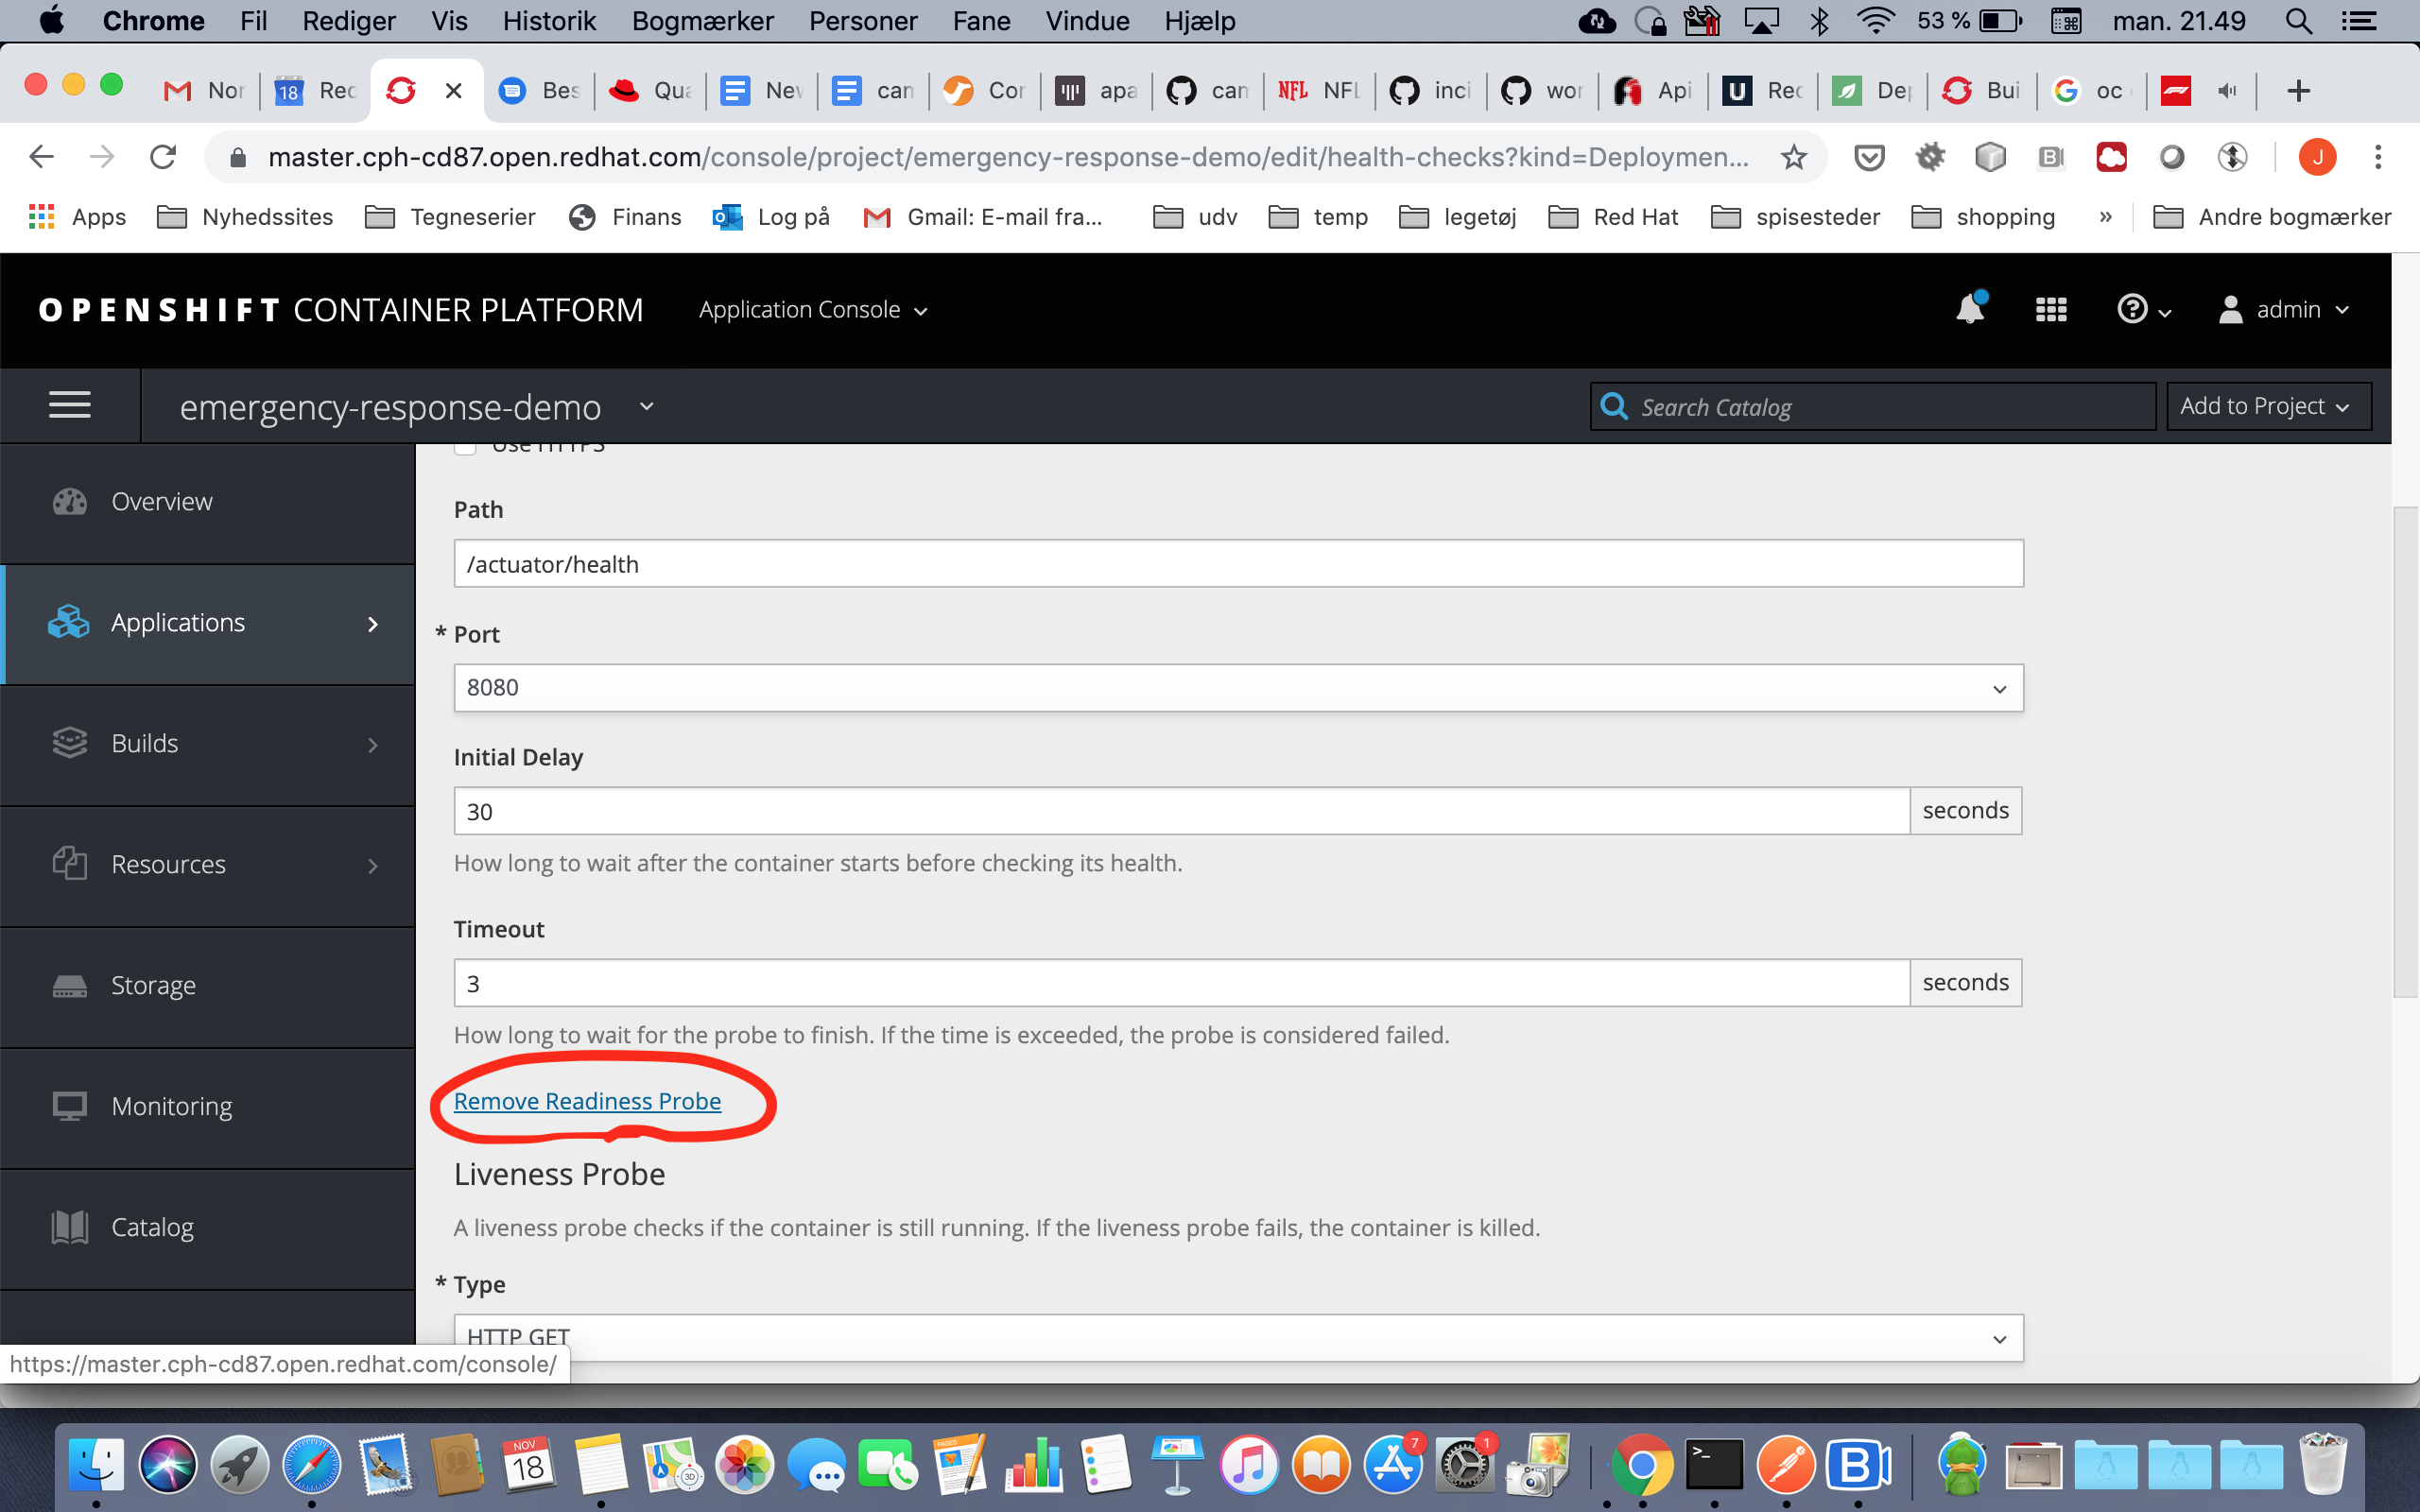 Chrome Fil Rediger Vis Historik Bogmærker Personer Fane Vindue Hjælp 53 % man. 21.49
Nor 18 Red Bes Qua New can Cor apa can NFL NFL inci wor Api U Rec Dep Bui oc
master.cph-cd87.open.redhat.com/console/project/emergency-response-demo/edit/health-checks?kind=Deploymen... J
Apps Nyhedssites Tegneserier Finans Log på Gmail: E-mail fra... udv temp legetøj Red Hat spisesteder shopping » Andre bogmærker
OPENSHIFT CONTAINER PLATFORM Application Console admin
emergency-response-demo Search Catalog Add to Project
Use HTTPS
Overview
Path
/actuator/health
Applications
* Port
8080
Builds
Initial Delay
30 seconds
How long to wait after the container starts before checking its health.
Resources
Timeout
3 seconds
Storage
How long to wait for the probe to finish. If the time is exceeded, the probe is considered failed.
Remove Readiness Probe
Monitoring
Liveness Probe
A liveness probe checks if the container is still running. If the liveness probe fails, the container is killed.
Catalog
* Type
HTTP GET
https://master.cph-cd87.open.redhat.com/console/
NOV
18
PAGES
3D
7
1
B